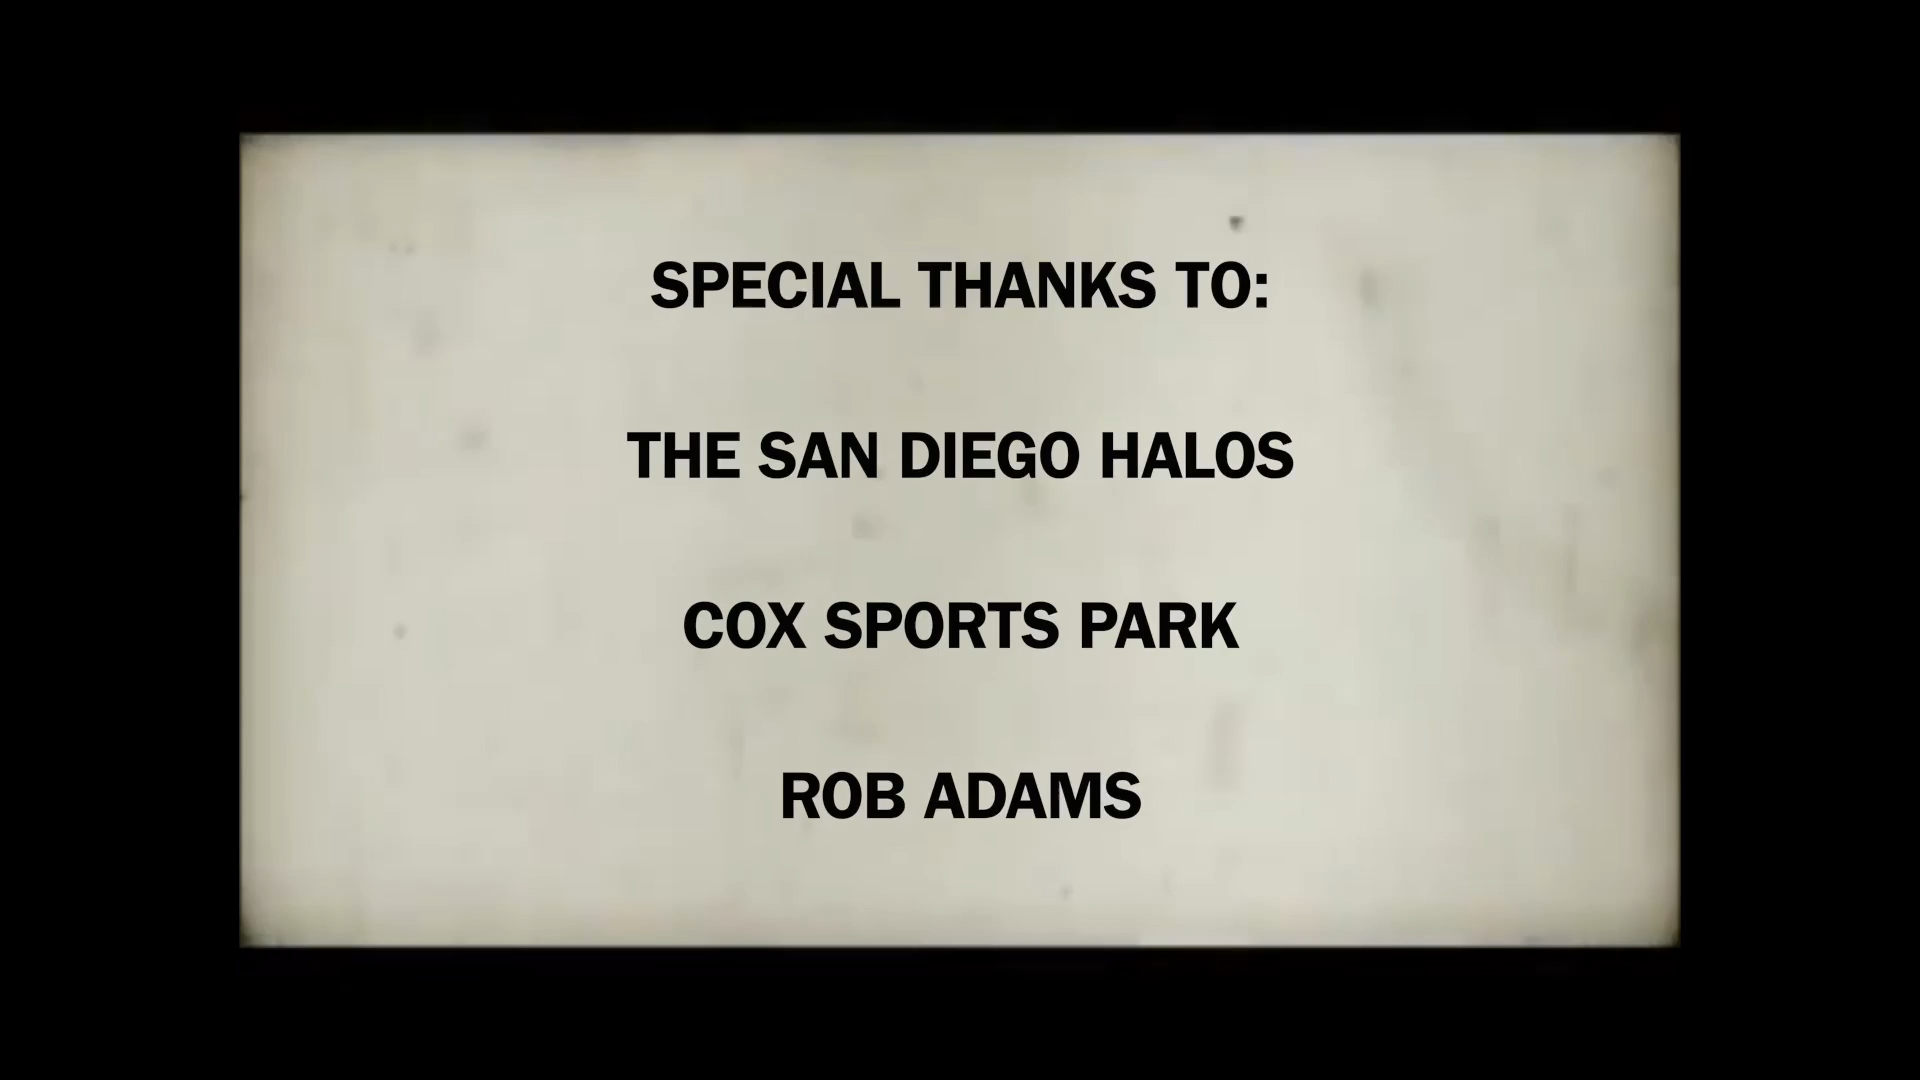 SPECIAL THANKS TO:
THE SAN DIEGO HALOS
COX SPORTS PARK
ROB ADAMS